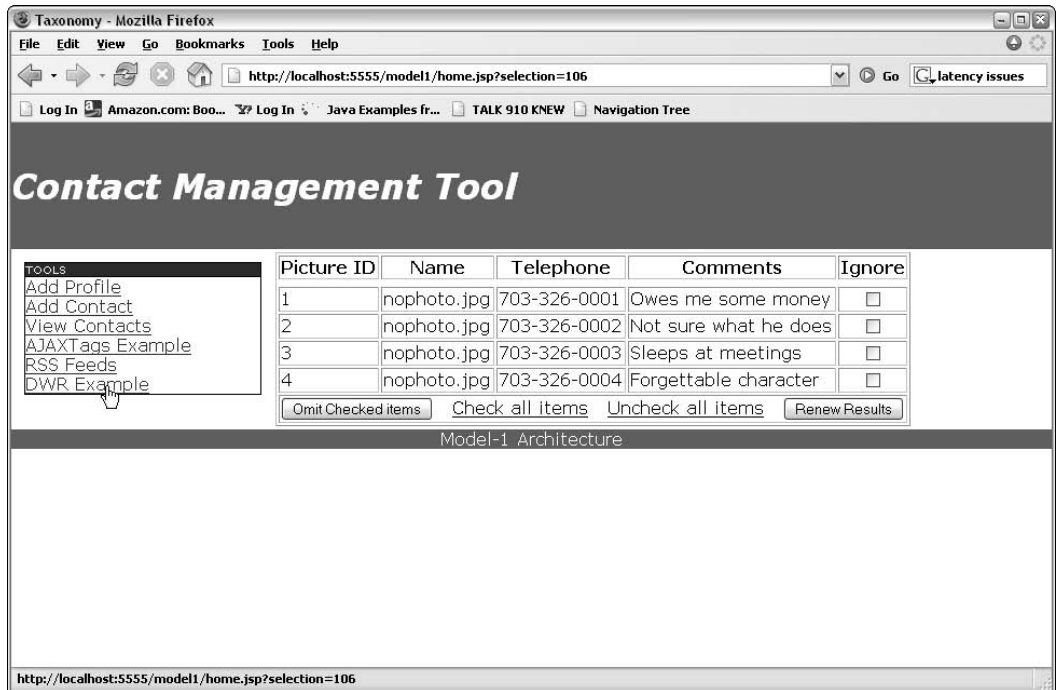 Taxonomy - Mozilla Firefox
File Edit View Go Bookmarks Tools Help
http://localhost:5555/model1/home.jsp?selection=106 Go G latency issues
Log In Amazon.com: Boo... Log In Java Examples fr... TALK 910 KNEW Navigation Tree
Contact Management Tool
TOOLS
Add Profile
Add Contact
View Contacts
AJAXTags Example
RSS Feeds
DWR Example
Picture ID Name Telephone Comments Ignore
1 nophoto.jpg 703-326-0001 Owes me some money
2 nophoto.jpg 703-326-0002 Not sure what he does
3 nophoto.jpg 703-326-0003 Sleeps at meetings
4 nophoto.jpg 703-326-0004 Forgettable character
Omit Checked items Check all items Uncheck all items Renew Results
Model-1 Architecture
http://localhost:5555/model1/home.jsp?selection=106